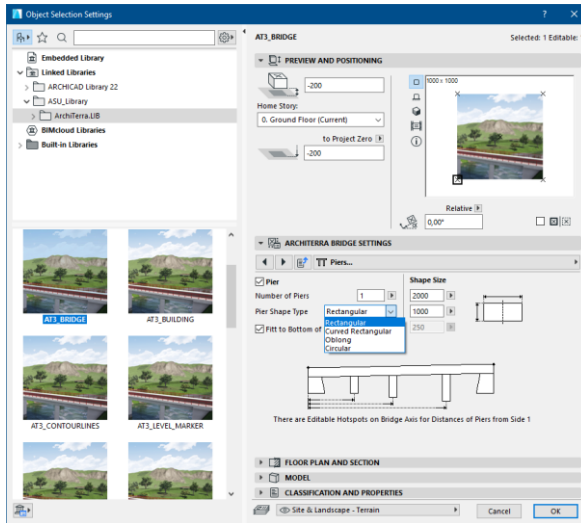 Object Selection Settings
Embedded Library
Linked Libraries
ARCHICAD Library 22
ASU_Library
ArchiTerra.LIB
BIMcloud Libraries
Built-in Libraries
AT3_BRIDGE
AT3_BUILDING
AT3_CONTOURLINES
AT3_LEVEL_MARKER
AT3_BRIDGE
Selected: 1 Editable:
PREVIEW AND POSITIONING
-200
Home Story:
0. Ground Floor (Current)
to Project Zero
-200
1000 x 1000
Relative
0,00°
ARCHITERRA BRIDGE SETTINGS
Piers...
Pier
Shape Size
Number of Piers
1
2000
Pier Shape Type
Rectangular
1000
Fitt to Bottom of
250
Rectangular
Curved Rectangular
Oblong
Circular
There are Editable Hotspots on Bridge Axis for Distances of Piers from Side 1
FLOOR PLAN AND SECTION
MODEL
CLASSIFICATION AND PROPERTIES
Site & Landscape - Terrain
Cancel
OK